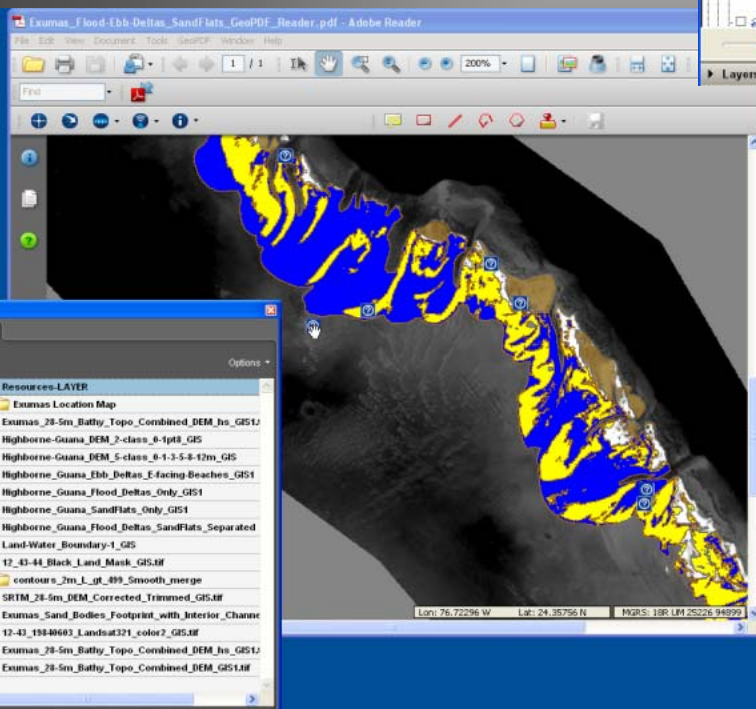 Exumas_Flood-Ebb-Deltas_SandFlats_GeoPDF_Reader.pdf - Adobe Reader
File Edit View Document Tools GeoPDF Window Help
1 / 1 200%
Find
Layers
Options
Resources-LAYER
Exumas Location Map
Exumas_28-5m_Bathy_Topo_Combined_DEM_hs_GIS1.
Highborne-Guana_DEM_2-class_0-1pt8_GIS
Highborne-Guana_DEM_5-class_0-1-3-5-8-12m_GIS
Highborne_Guana_Ebb_Deltas_E-facing-Beaches_GIS1
Highborne_Guana_Flood_Deltas_Only_GIS1
Highborne_Guana_SandFlats_Only_GIS1
Highborne_Guana_Flood_Deltas_SandFlats_Separated
Land-Water_Boundary-1_GIS
12_43-44_Black_Land_Mask_GIS.tif
contours_2m_L_gt_499_Smooth_merge
SRTM_28-5m_DEM_Corrected_Trimmed_GIS.tif
Exumas_Sand_Bodies_Footprint_with_Interior_Channe
12-43_19840603_Landsat321_color2_GIS.tif
Exumas_28-5m_Bathy_Topo_Combined_DEM_hs_GIS1.
Exumas_28-5m_Bathy_Topo_Combined_DEM_GIS1.tif
Lon: 76.72296 W Lat: 24.35756 N MGRS: 18R UM 25226 94899